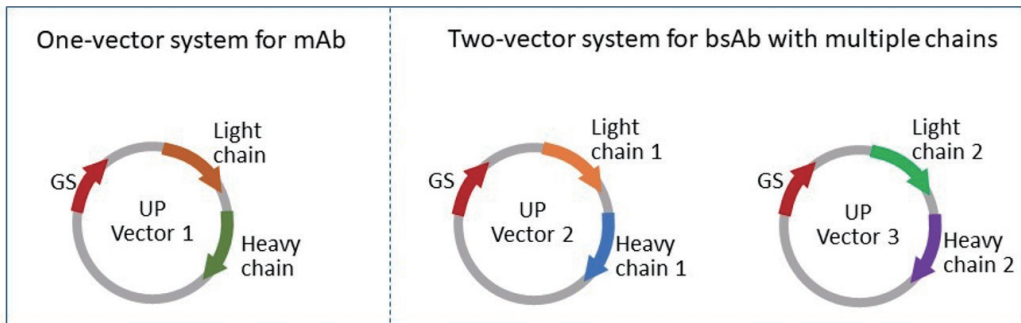 One-vector system for mAb
Two-vector system for bsAb with multiple chains
Light
chain
GS
UP
Vector 1
Heavy
chain
Light
chain 1
GS
UP
Vector 2
Heavy
chain 1
Light
chain 2
GS
UP
Vector 3
Heavy
chain 2